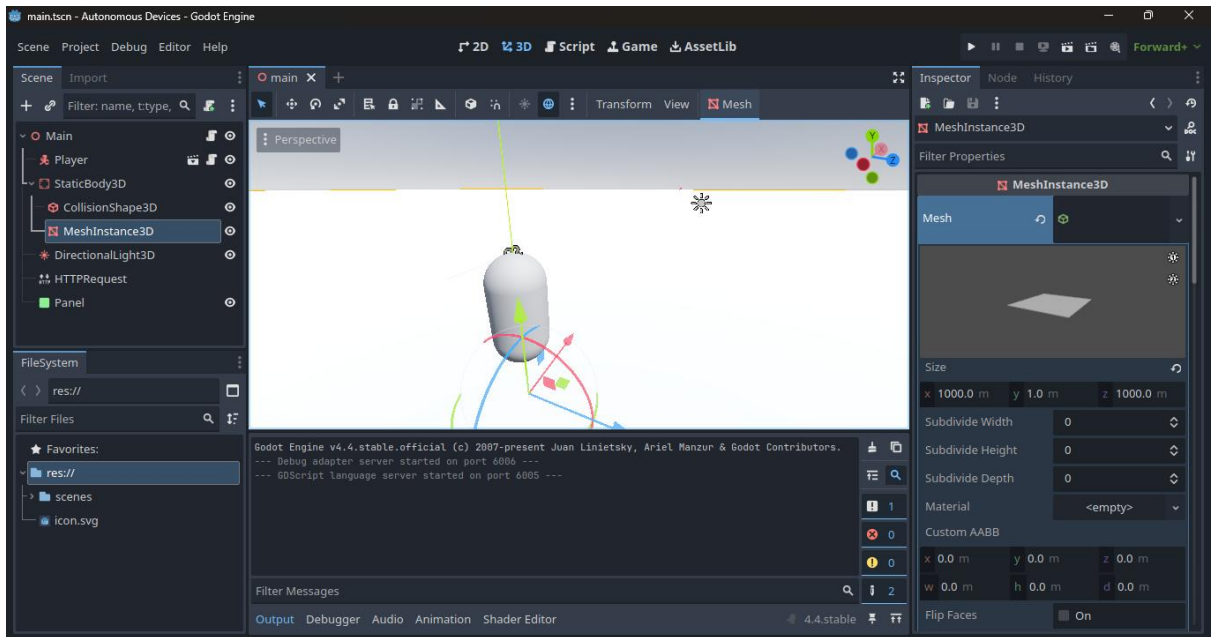 main.tscn - Autonomous Devices - Godot Engine
Scene Project Debug Editor Help
2D 3D Script Game AssetLib
Forward+
Scene Import
Filter: name, t:type,
Main
Player
StaticBody3D
CollisionShape3D
MeshInstance3D
DirectionalLight3D
HTTPRequest
Panel
FileSystem
res://
Filter Files
Favorites:
res://
scenes
icon.svg
main
Transform View Mesh
Perspective
Y
X
Z
Godot Engine v4.4.stable.official (c) 2007-present Juan Linietsky, Ariel Manzur & Godot Contributors.
--- Debug adapter server started on port 6006 ---
--- GDScript language server started on port 6005 ---
1
0
0
2
Filter Messages
Output Debugger Audio Animation Shader Editor
4.4.stable
Inspector Node History
MeshInstance3D
Filter Properties
MeshInstance3D
Mesh
Size
x 1000.0 m y 1.0 m z 1000.0 m
Subdivide Width 0
Subdivide Height 0
Subdivide Depth 0
Material <empty>
Custom AABB
x 0.0 m y 0.0 m z 0.0 m
w 0.0 m h 0.0 m d 0.0 m
Flip Faces On